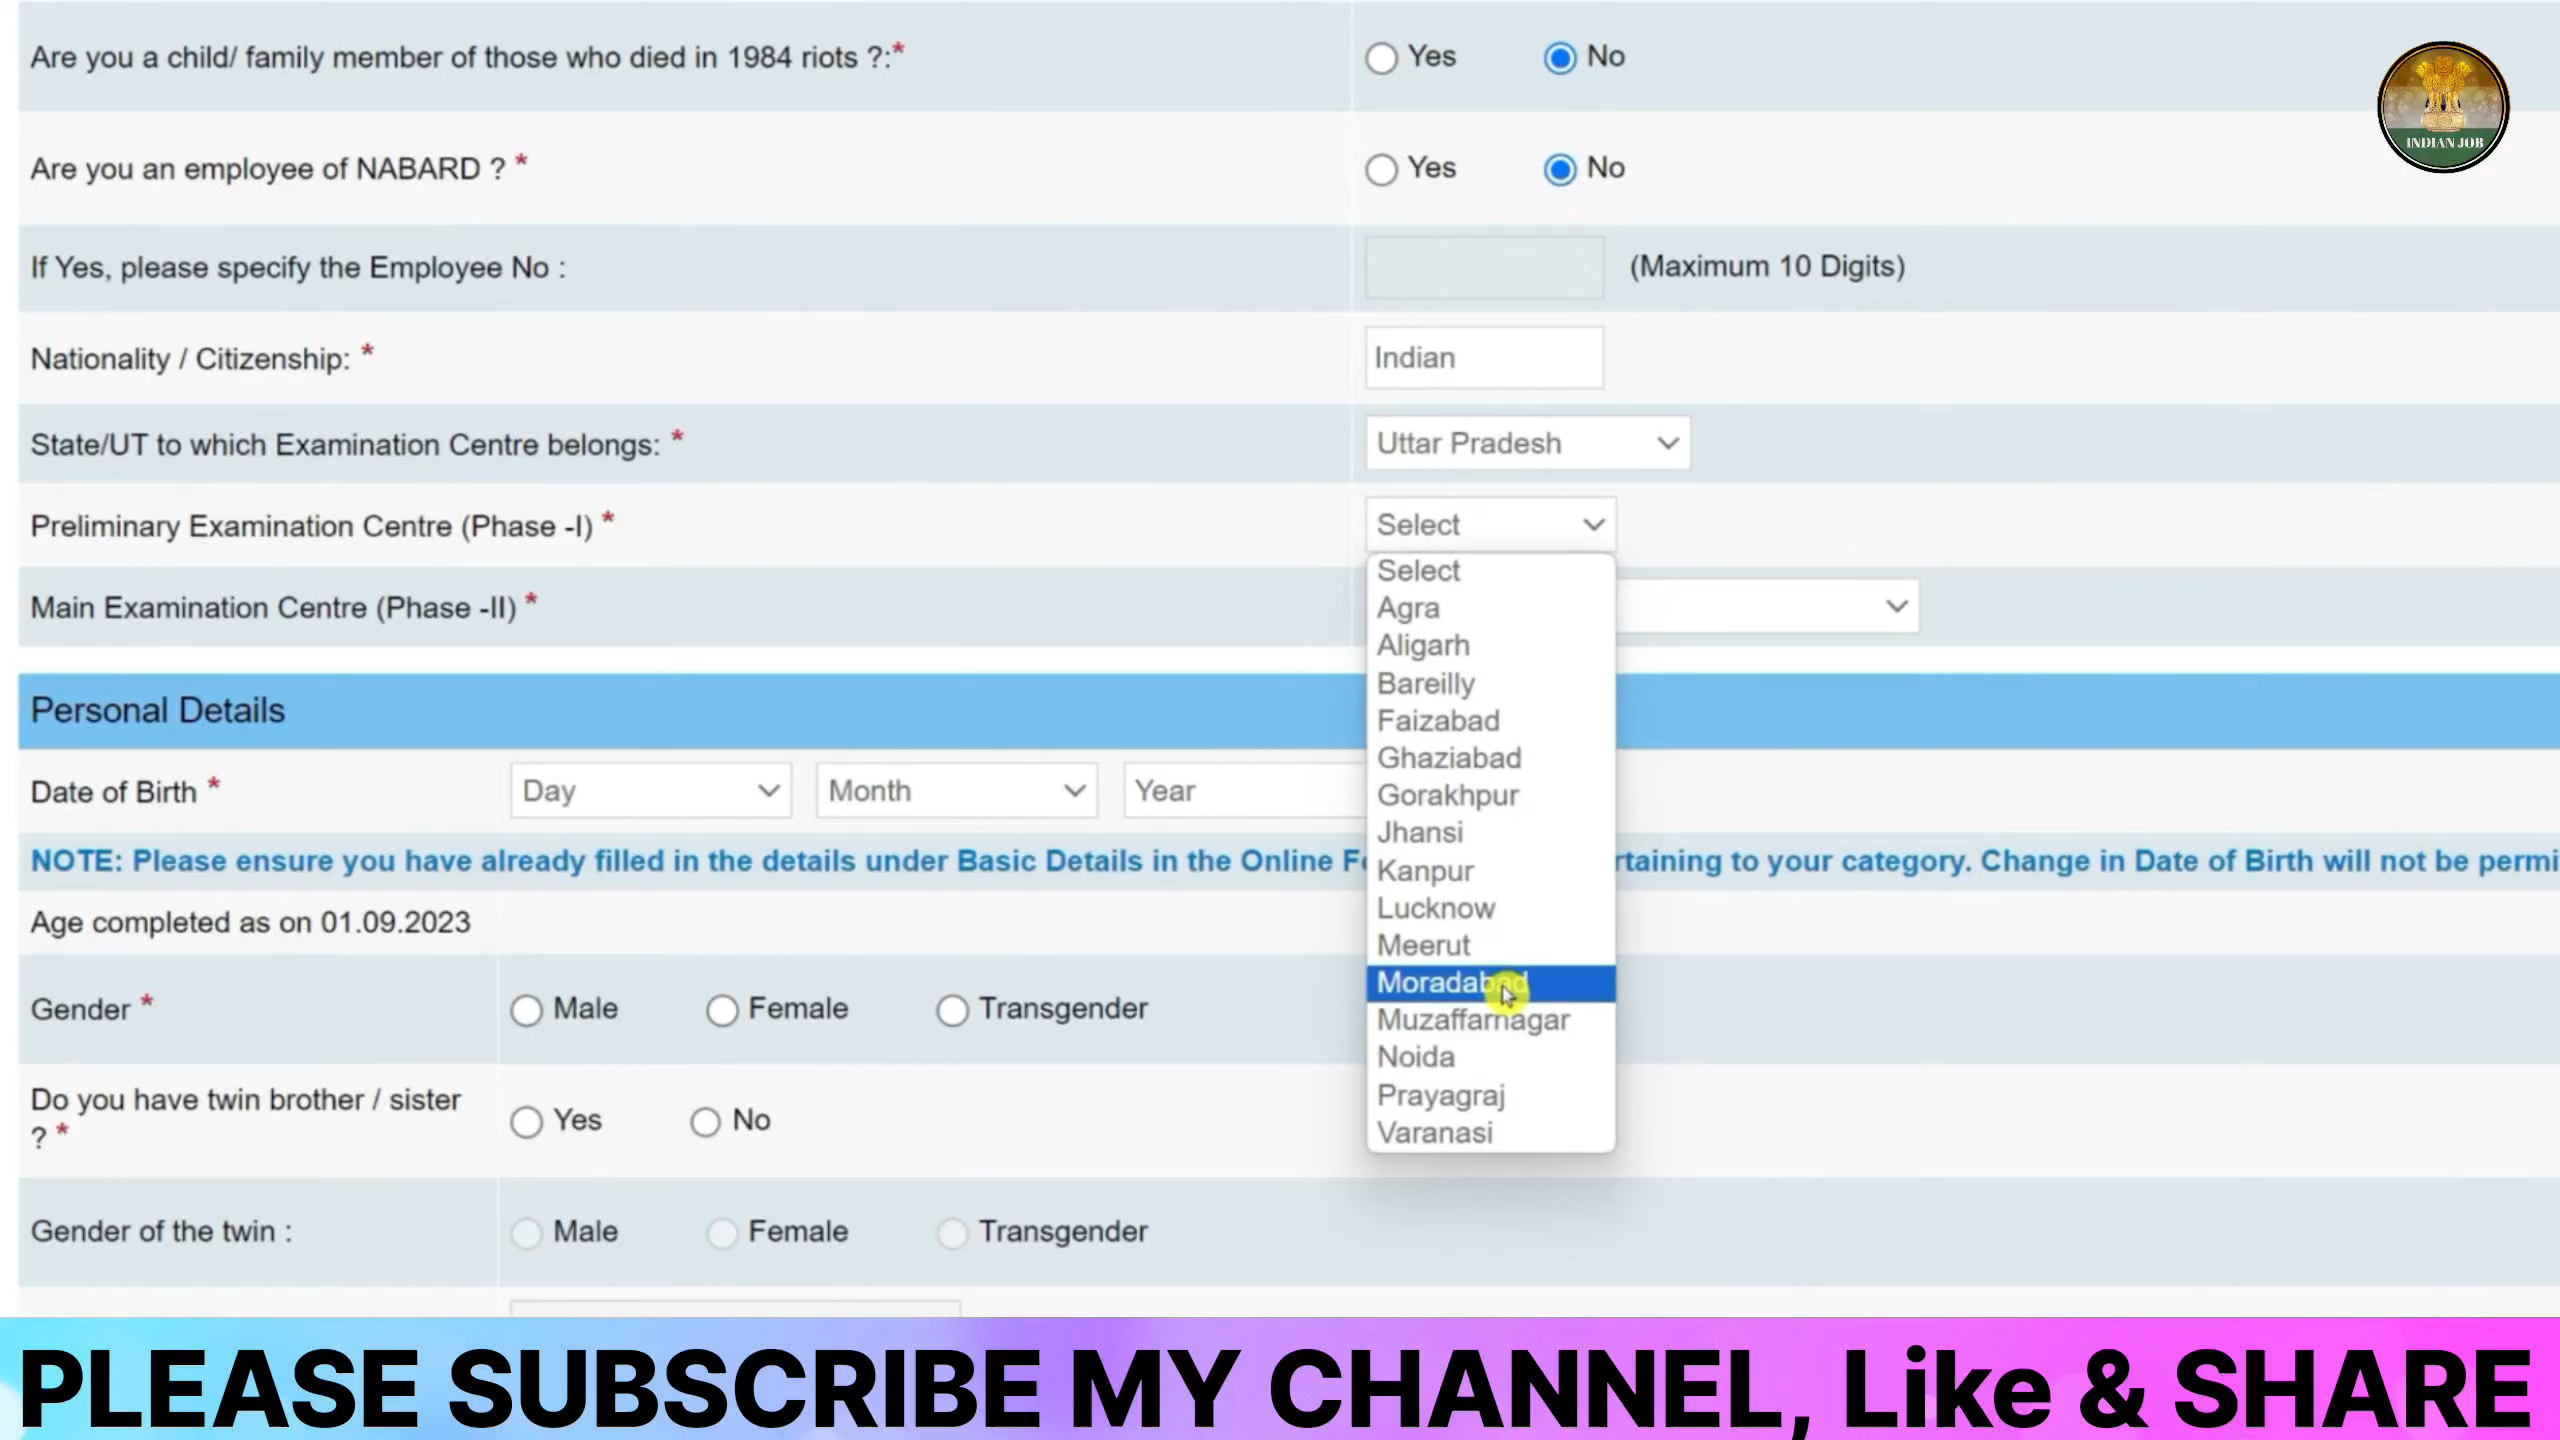 Are you a child/ family member of those who died in 1984 riots ?:* Yes No
INDIAN JOB
Are you an employee of NABARD ? * Yes No
If Yes, please specify the Employee No : (Maximum 10 Digits)
Nationality / Citizenship: * Indian
State/UT to which Examination Centre belongs: * Uttar Pradesh
Preliminary Examination Centre (Phase -I) * Select
Select
Main Examination Centre (Phase -II) *
Agra
Aligarh
Bareilly
Faizabad
Ghaziabad
Gorakhpur
Jhansi
Kanpur
Lucknow
Meerut
Moradabad
Muzaffarnagar
Noida
Prayagraj
Varanasi
Personal Details
Date of Birth * Day Month Year
NOTE: Please ensure you have already filled in the details under Basic Details in the Online F rtaining to your category. Change in Date of Birth will not be permi
Age completed as on 01.09.2023
Gender * Male Female Transgender
Do you have twin brother / sister
? * Yes No
Gender of the twin : Male Female Transgender
PLEASE SUBSCRIBE MY CHANNEL, Like & SHARE